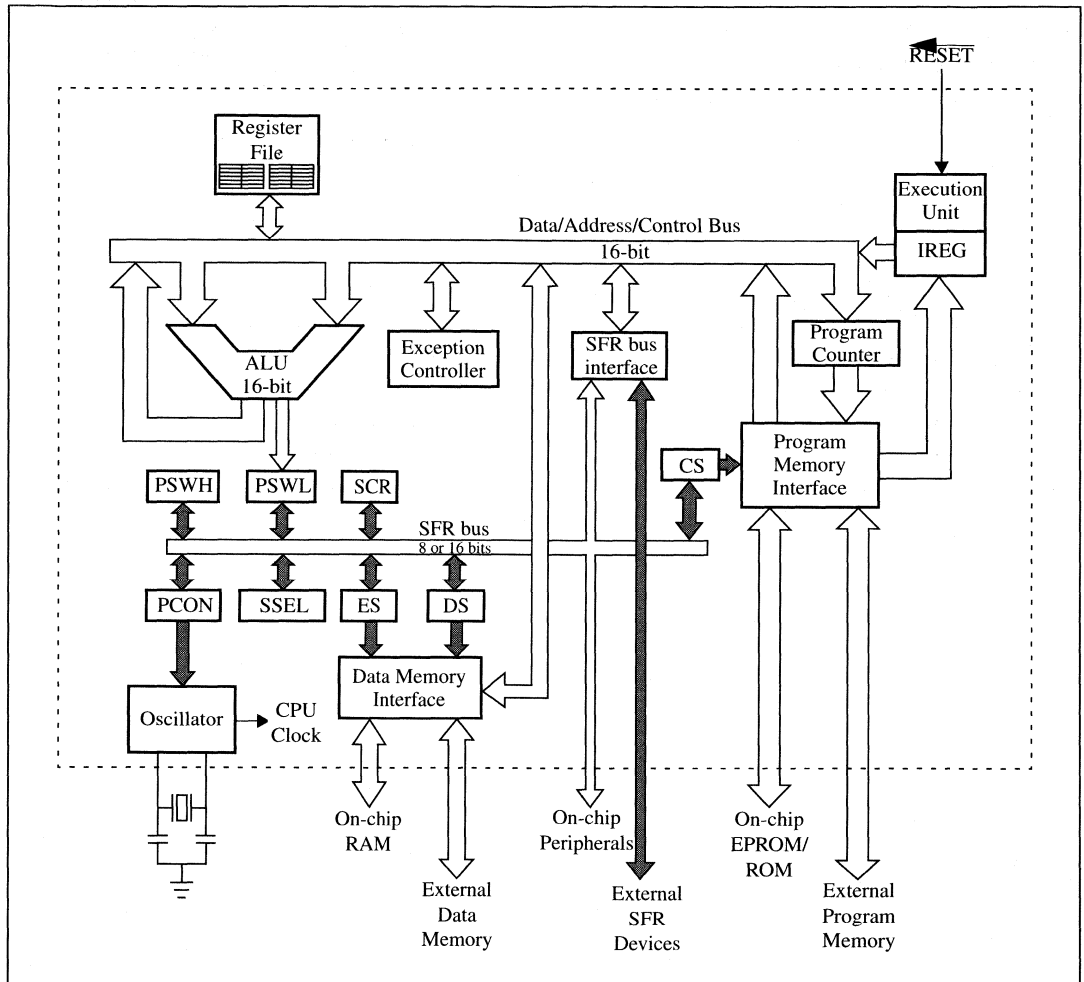 RESET
Register
File
Execution
Unit
IREG
Data/Address/Control Bus
16-bit
ALU
16-bit
Exception
Controller
SFR bus
interface
Program
Counter
Program
Memory
Interface
CS
PSWH
PSWL
SCR
SFR bus
8 or 16 bits
PCON
SSEL
ES
DS
Data Memory
Interface
Oscillator
CPU
Clock
On-chip
RAM
On-chip
Peripherals
On-chip
EPROM/
ROM
External
Data
Memory
External
SFR
Devices
External
Program
Memory